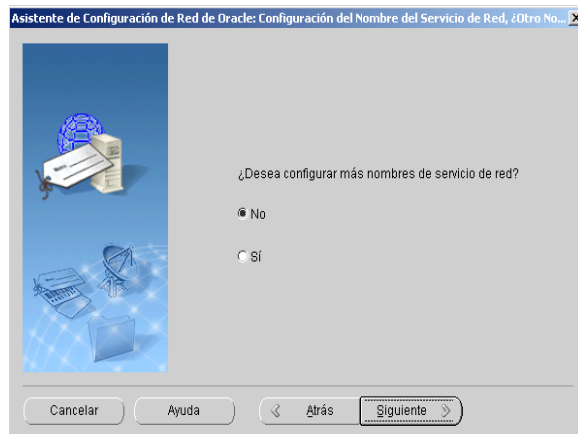 Asistente de Configuración de Red de Oracle: Configuración del Nombre del Servicio de Red, ¿Otro No...
¿Desea configurar más nombres de servicio de red?
No
Sí
Cancelar
Ayuda
Atrás
Siguiente